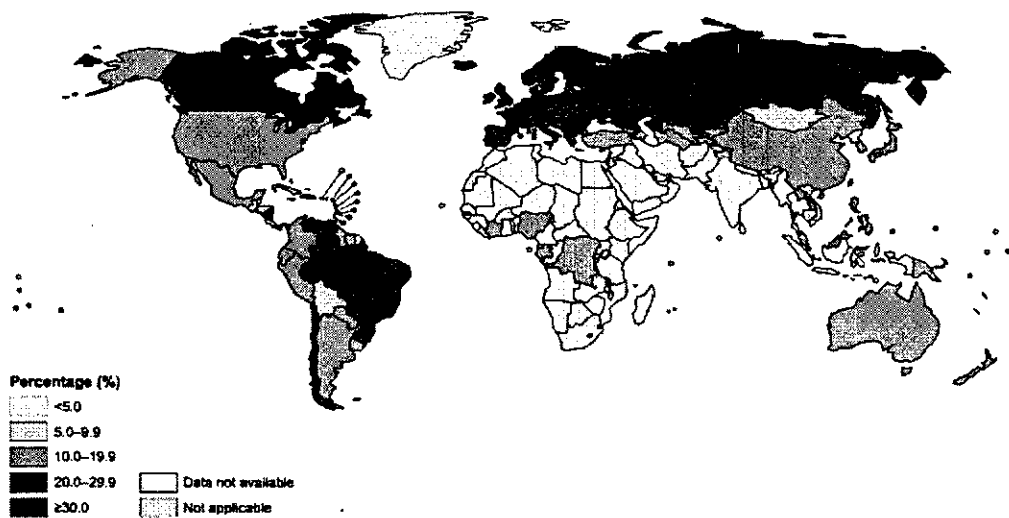 Percentage (%)
<5.0
5.0–9.9
10.0–19.9
20.0–29.9
≥30.0
Data not available
Not applicable